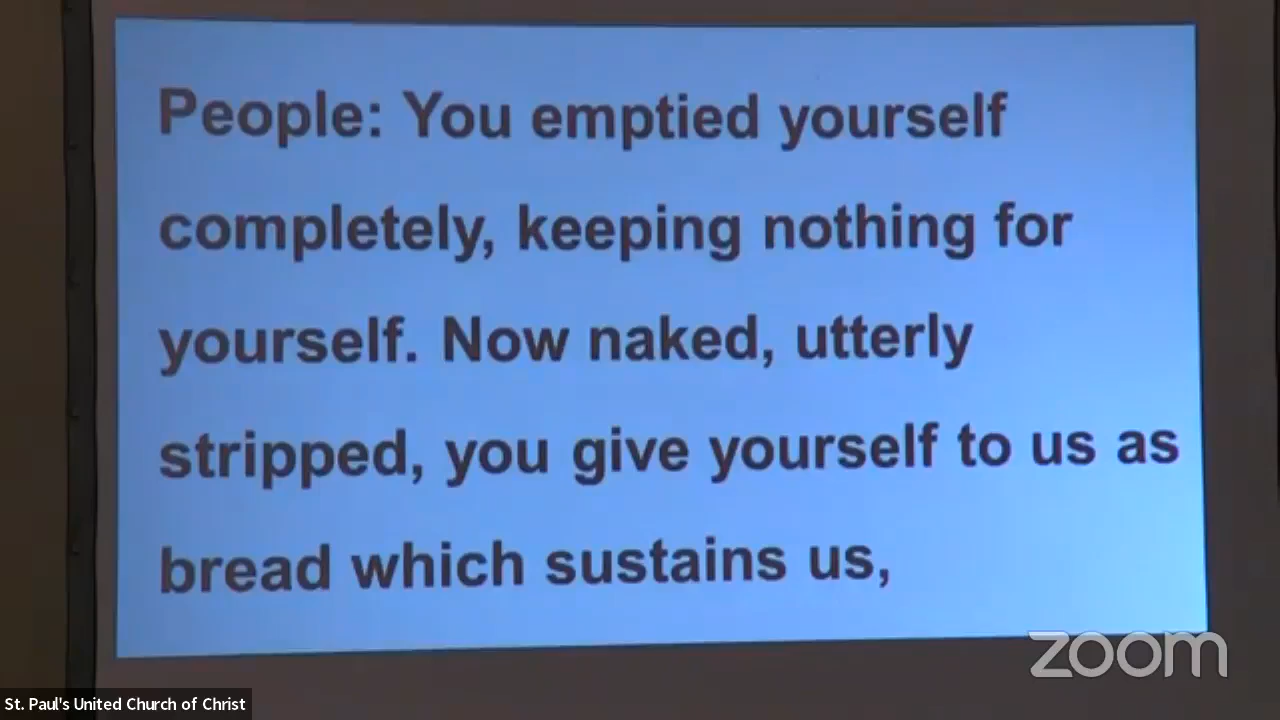 People: You emptied yourself
completely, keeping nothing for
yourself. Now naked, utterly
stripped, you give yourself to us as
bread which sustains us,
zoom
St. Paul's United Church of Christ